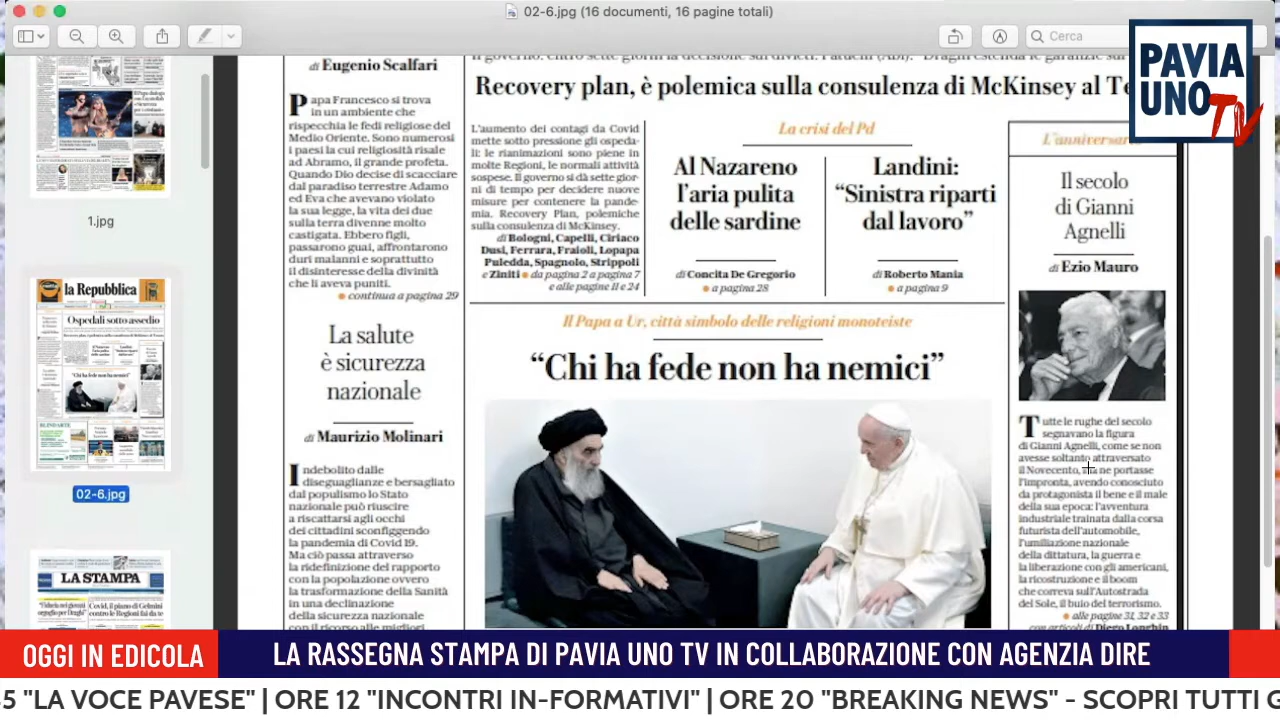 02-6.jpg (16 documenti, 16 pagine totali)
Cerca
PAVIA
UNO TV
1.jpg
la Repubblica
Ospedali sotto assedio
"Chi ha fede non ha nemici"
02-6.jpg
LA STAMPA
di Eugenio Scalfari
Papa Francesco si trova
in un ambiente che
rispecchia le fedi religiose del
Medio Oriente. Sono numerosi
i paesi la cui religiosità risale
ad Abramo, il grande profeta.
Quando Dio decise di scacciare
dal paradiso terrestre Adamo
ed Eva che avevano violato
la sua legge, la vita dei due
sulla terra divenne molto
castigata. Ebbero figli,
passarono guai, affrontarono
duri malanni e soprattutto
il disinteresse della divinità
che li aveva puniti.
continua a pagina 29
La salute
è sicurezza
nazionale
di Maurizio Molinari
Indebolito dalle
diseguaglianze e bersagliato
dal populismo lo Stato
nazionale può riuscire
a riscattarsi agli occhi
dei cittadini sconfiggendo
la pandemia di Covid 19.
Ma ciò passa attraverso
la ridefinizione del rapporto
con la popolazione ovvero
la trasformazione della Sanità
in una declinazione
della sicurezza nazionale
con il ricorso alle migliori
Recovery plan, è polemica sulla consulenza di McKinsey al Te
L'aumento dei contagi da Covid
mette sotto pressione gli ospeda-
li: le rianimazioni sono piene in
molte Regioni, le normali attività
sospese. Il governo si dà sette gior-
ni di tempo per decidere nuove
misure per contenere la pande-
mia. Recovery Plan, polemiche
sulla consulenza di McKinsey.
di Bologni, Capelli, Ciriaco
Dusi, Ferrara, Fraioli, Lopapa
Puledda, Spagnolo, Strippoli
e Ziniti da pagina 2 a pagina 7
e alle pagine 11 e 24
La crisi del Pd
Al Nazareno
l'aria pulita
delle sardine
di Concita De Gregorio
a pagina 28
Landini:
"Sinistra riparti
dal lavoro"
di Roberto Mania
a pagina 9
Il Papa a Ur, città simbolo delle religioni monoteiste
"Chi ha fede non ha nemici"
L'anniversario
Il secolo
di Gianni
Agnelli
di Ezio Mauro
Tutte le rughe del secolo
segnavano la figura
di Gianni Agnelli, come se non
avesse soltanto attraversato
il Novecento, ma ne portasse
l'impronta, avendo conosciuto
da protagonista il bene e il male
della sua epoca: l'avventura
industriale trainata dalla corsa
futurista dell'automobile,
l'umiliazione nazionale
della dittatura, la guerra e
la liberazione con gli americani,
la ricostruzione e il boom
che correva sull'Autostrada
del Sole, il buio del terrorismo.
alle pagine 31, 32 e 33
con articoli di Diego Longhin
OGGI IN EDICOLA
LA RASSEGNA STAMPA DI PAVIA UNO TV IN COLLABORAZIONE CON AGENZIA DIRE
5 "LA VOCE PAVESE" | ORE 12 "INCONTRI IN-FORMATIVI" | ORE 20 "BREAKING NEWS" - SCOPRI TUTTI G